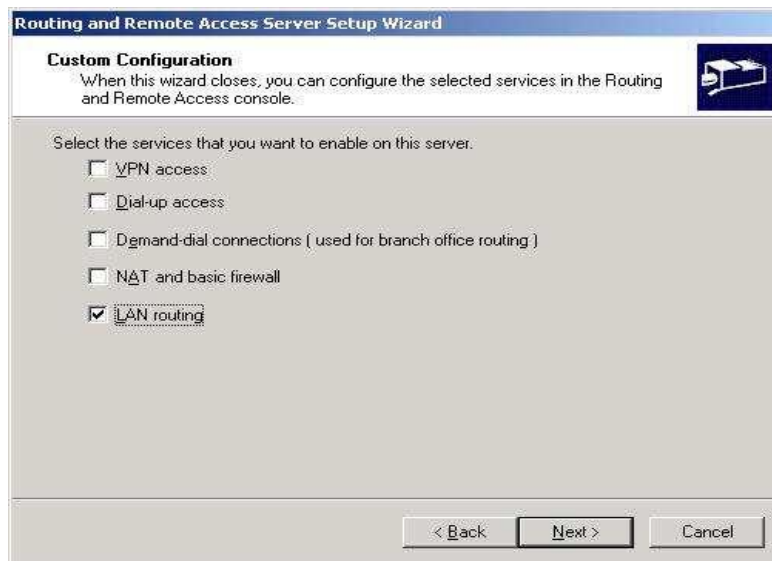 Routing and Remote Access Server Setup Wizard
Custom Configuration
When this wizard closes, you can configure the selected services in the Routing
and Remote Access console.
Select the services that you want to enable on this server.
VPN access
Dial-up access
Demand-dial connections ( used for branch office routing )
NAT and basic firewall
LAN routing
< Back
Next >
Cancel